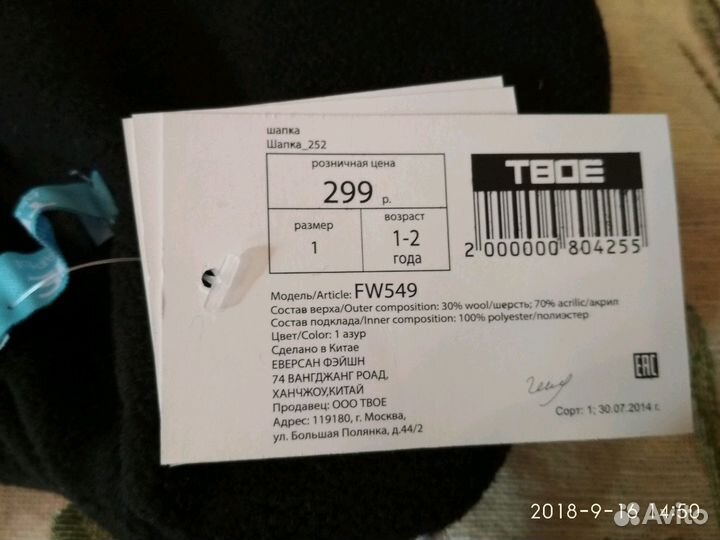 шапка
Шапка_252
розничная цена
299 р.
размер
1
возраст
1-2
года
ТВОЕ
2 000000 804255
Модель/Article: FW549
Состав верха/Outer composition: 30% wool/шерсть; 70% acrilic/акрил
Состав подклада/Inner composition: 100% polyester/полиэстер
Цвет/Color: 1 азур
Сделано в Китае
ЕВЕРСАН ФЭЙШН
74 ВАНГДЖАНГ РОАД,
ХАНЧЖОУ,КИТАЙ
Продавец: ООО ТВОЕ
Адрес: 119180, г. Москва,
ул. Большая Полянка, д.44/2
EAC
Сорт: 1; 30.07.2014 г.
2018-9-16 14:50
Avito